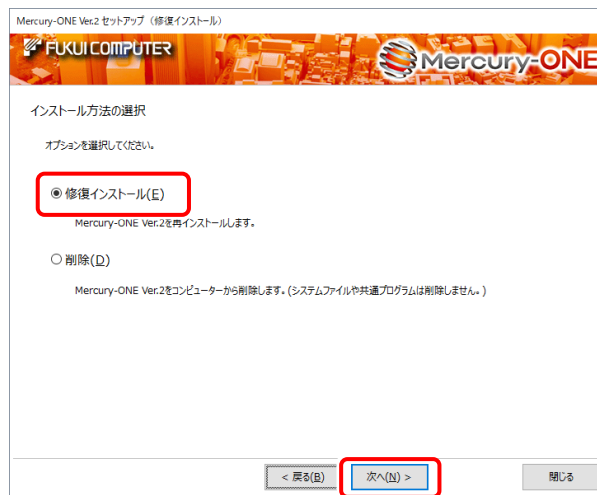 Mercury-ONE Ver.2 セットアップ（修復インストール）
FUKUI COMPUTER
Mercury-ONE
インストール方法の選択
オプションを選択してください。
修復インストール(E)
Mercury-ONE Ver.2を再インストールします。
削除(D)
Mercury-ONE Ver.2をコンピューターから削除します。(システムファイルや共通プログラムは削除しません。)
< 戻る(B)
次へ(N) >
閉じる